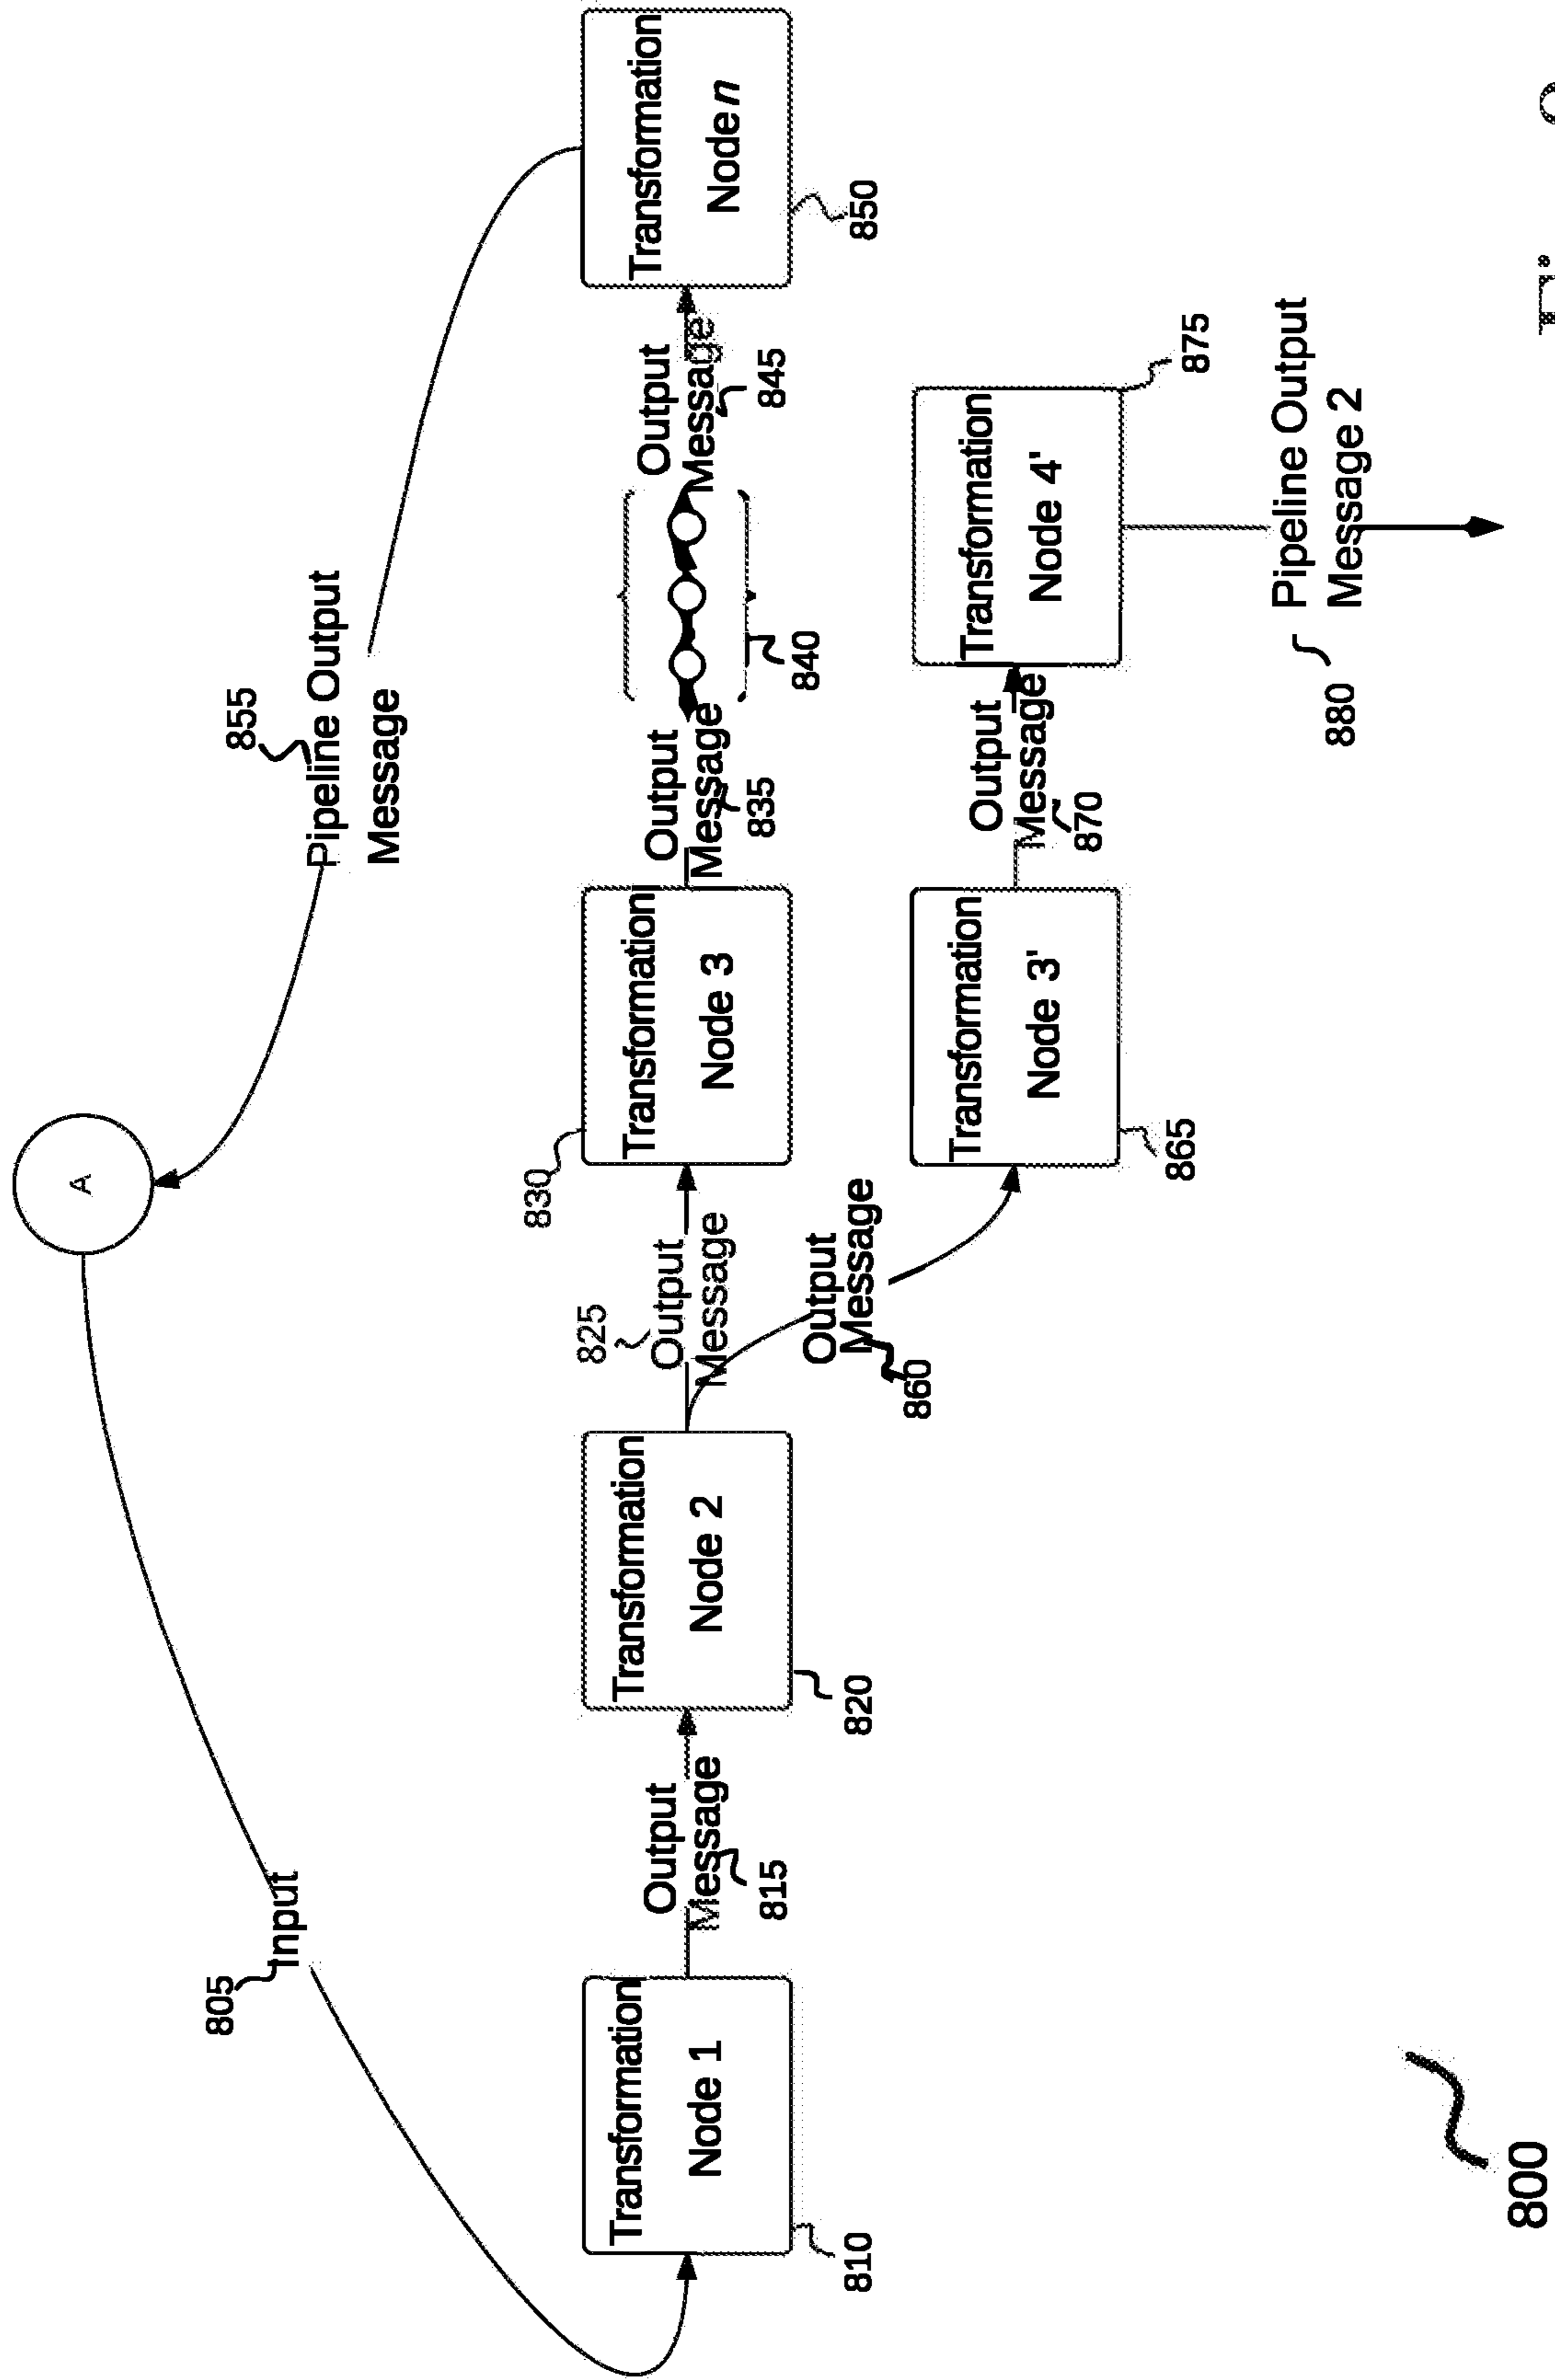 A
805
Input
855
Pipeline Output
Message
Transformation
Node 1
810
Output
Message
815
Transformation
Node 2
820
825
Output
Message
830
Transformation
Node 3
Output
Message
835
840
Output
Message
845
Transformation
Node n
850
Output
Message
860
Transformation
Node 3'
865
Output
Message
870
Transformation
Node 4'
875
880
Pipeline Output
Message 2
800